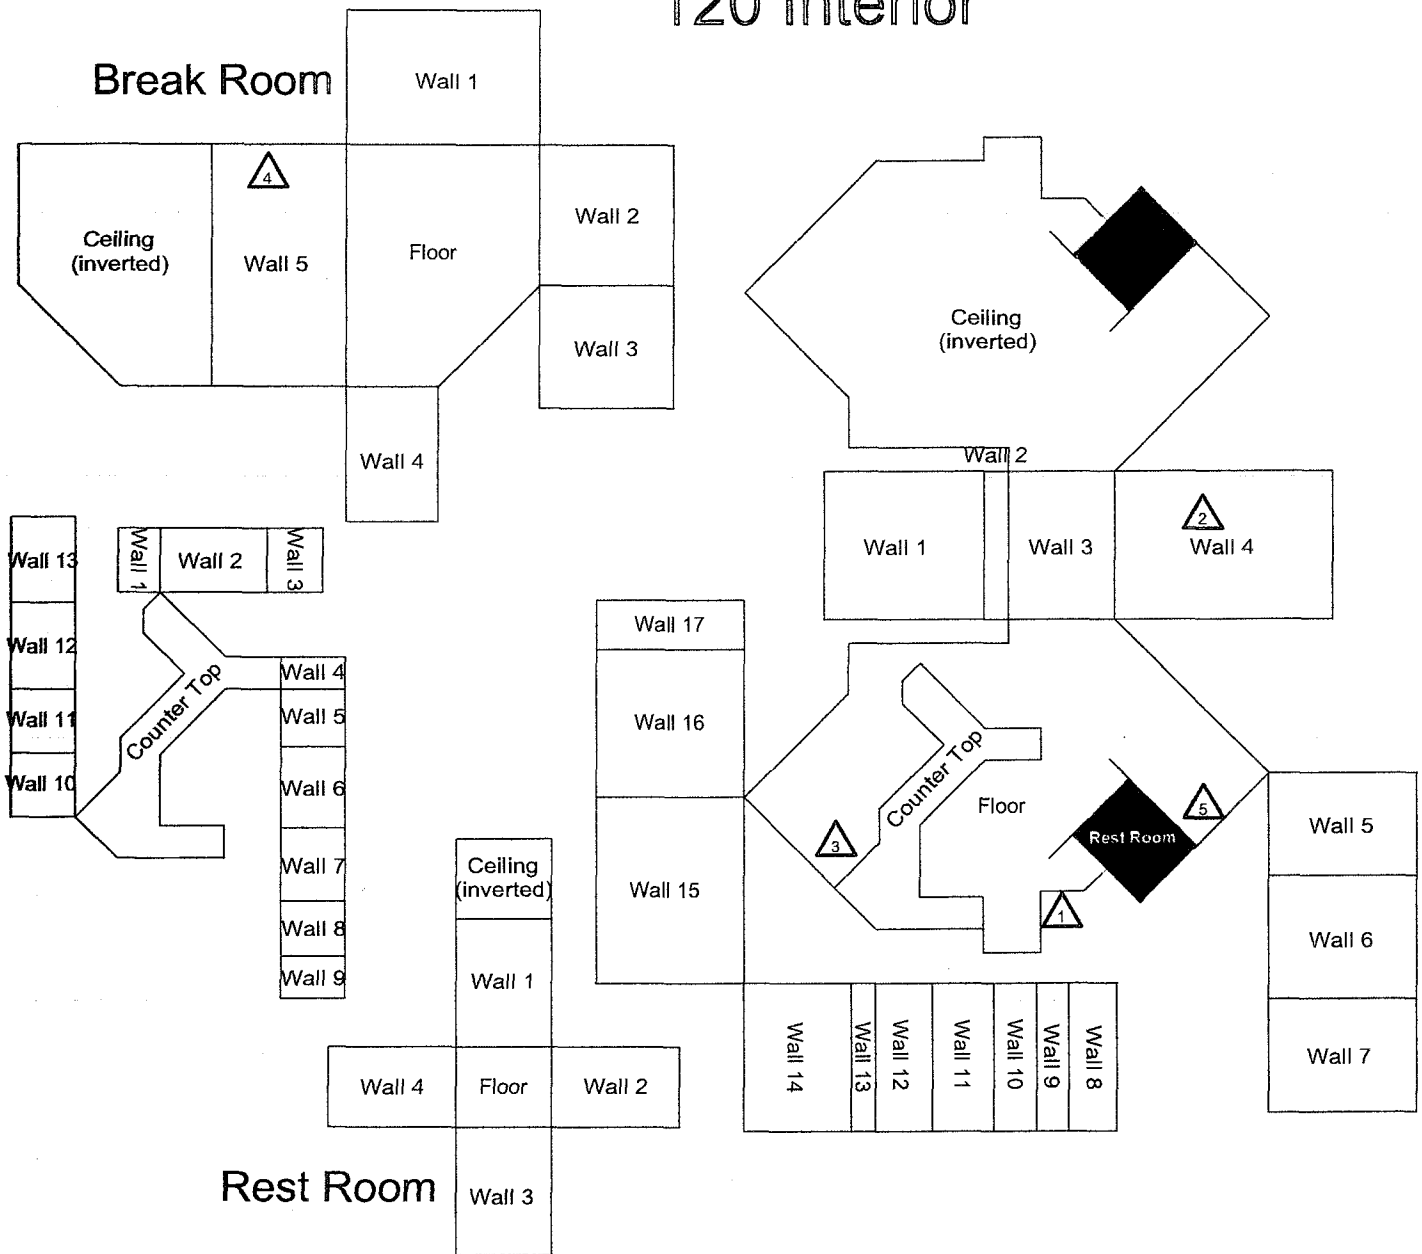 120 Interior
Break Room
Wall 1
4
Ceiling
(inverted)
Wall 5
Floor
Wall 2
Wall 3
Wall 4
Ceiling
(inverted)
Wall 2
Wall 1
Wall 3
2
Wall 4
Wall 13
Wall 12
Wall 11
Wall 10
Wall 1
Wall 2
Wall 3
Counter Top
Wall 4
Wall 5
Wall 6
Wall 7
Wall 8
Wall 9
Wall 17
Wall 16
Wall 15
Counter Top
Floor
3
Rest Room
5
1
Wall 5
Wall 6
Wall 7
Wall 14
Wall 13
Wall 12
Wall 11
Wall 10
Wall 9
Wall 8
Ceiling
(inverted)
Wall 1
Wall 4
Floor
Wall 2
Rest Room
Wall 3